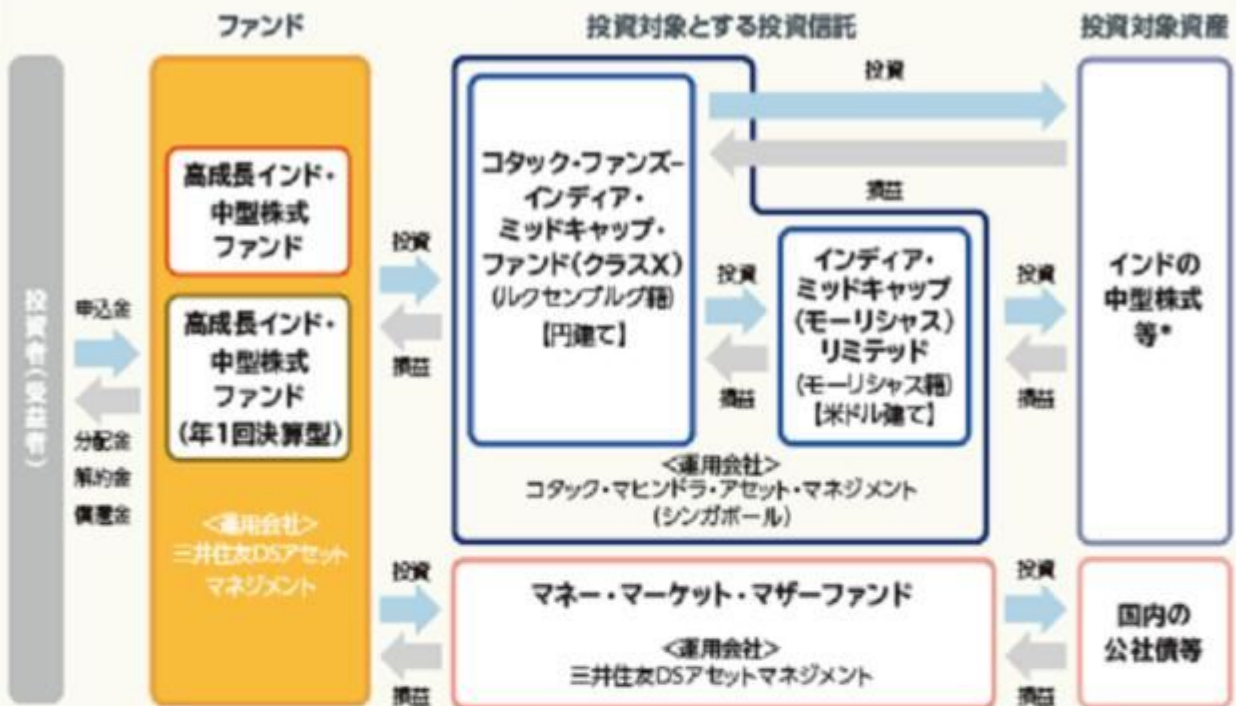 ファンド
投資対象とする投資信託
投資対象資産
投資者(受益者)
申込金
分配金
解約金
償還金
高成長インド・
中型株式
ファンド
高成長インド・
中型株式
ファンド
(年1回決算型)
<運用会社>
三井住友DSアセット
マネジメント
投資
損益
コタック・ファンズ-
インディア・
ミッドキャップ・
ファンド(クラスX)
(ルクセンブルグ籍)
【円建て】
投資
損益
投資
損益
インディア・
ミッドキャップ
(モーリシャス)
リミテッド
(モーリシャス籍)
【米ドル建て】
<運用会社>
コタック・マヒンドラ・アセット・マネジメント
(シンガポール)
投資
損益
インドの
中型株式
等*
投資
損益
マネー・マーケット・マザーファンド
<運用会社>
三井住友DSアセットマネジメント
投資
損益
国内の
公社債等